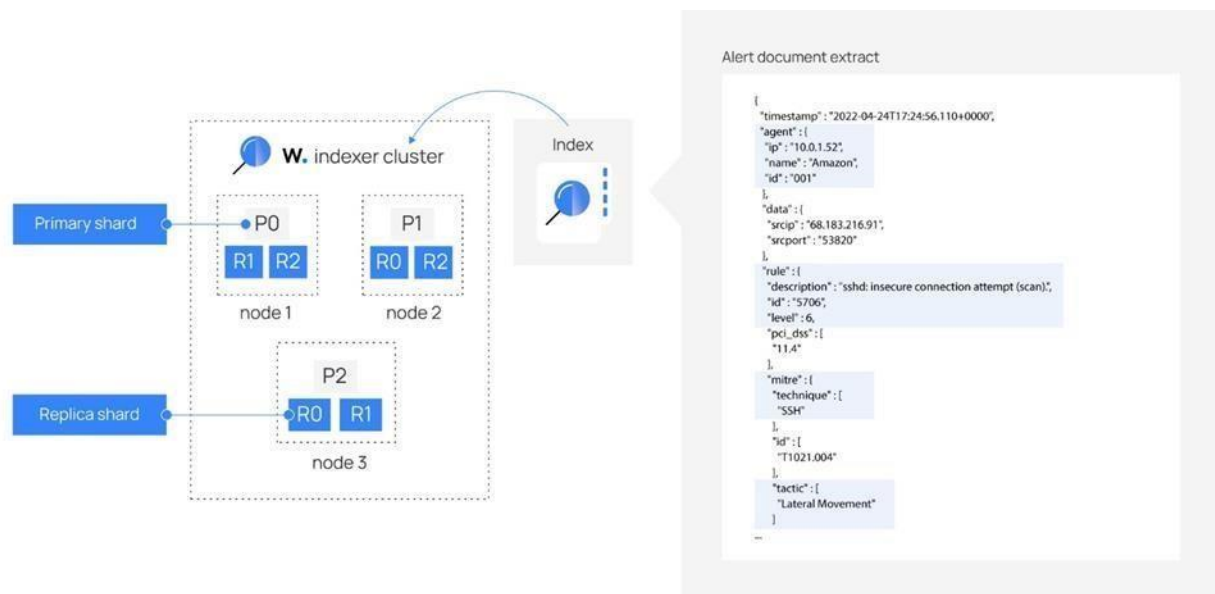 Alert document extract
{
"timestamp" : "2022-04-24T17:24:56.110+0000",
"agent" : {
"ip" : "10.0.1.52",
"name" : "Amazon",
"id" : "001"
},
"data" : {
"srcip" : "68.183.216.91",
"srcport" : "53820"
},
"rule" : {
"description" : "sshd: insecure connection attempt (scan).",
"id" : "5706",
"level" : 6,
"pci_dss" : [
"11.4"
],
"mitre" : {
"technique" : [
"SSH"
],
"id" : [
"T1021.004"
],
"tactic" : [
"Lateral Movement"
]
...
Index
W. indexer cluster
Primary shard
P0
R1 R2
node 1
P1
R0 R2
node 2
Replica shard
P2
R0 R1
node 3